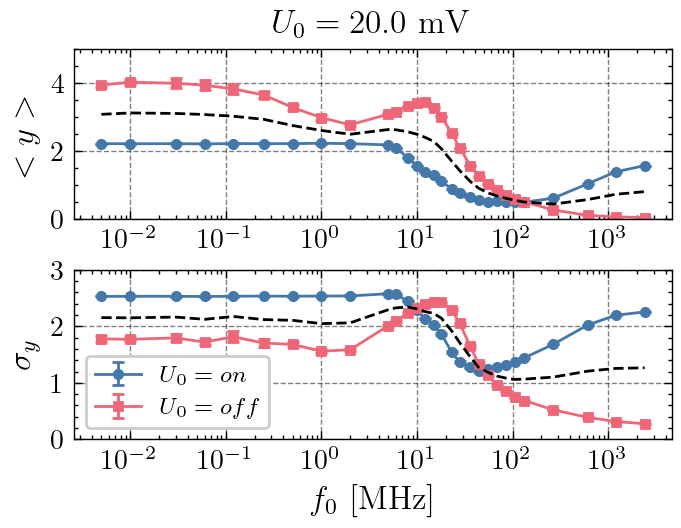 $U_0 = 20.0$ mV
$< y >$
4
2
0
$10^{-2}$ $10^{-1}$ $10^{0}$ $10^{1}$ $10^{2}$ $10^{3}$
$\sigma_y$
3
2
1
0
$U_0 = on$
$U_0 = off$
$10^{-2}$ $10^{-1}$ $10^{0}$ $10^{1}$ $10^{2}$ $10^{3}$
$f_0$ [MHz]